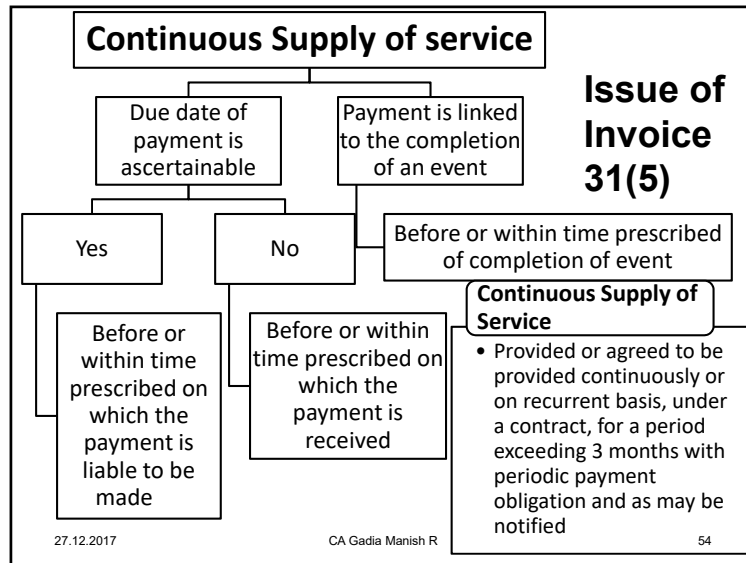 Continuous Supply of service
Issue of
Invoice
31(5)
Due date of
payment is
ascertainable
Payment is linked
to the completion
of an event
Yes
No
Before or within time prescribed
of completion of event
Before or
within time
prescribed on
which the
payment is
liable to be
made
Before or within
time prescribed on
which the
payment is
received
Continuous Supply of
Service
• Provided or agreed to be
provided continuously or
on recurrent basis, under
a contract, for a period
exceeding 3 months with
periodic payment
obligation and as may be
notified
27.12.2017
CA Gadia Manish R
54